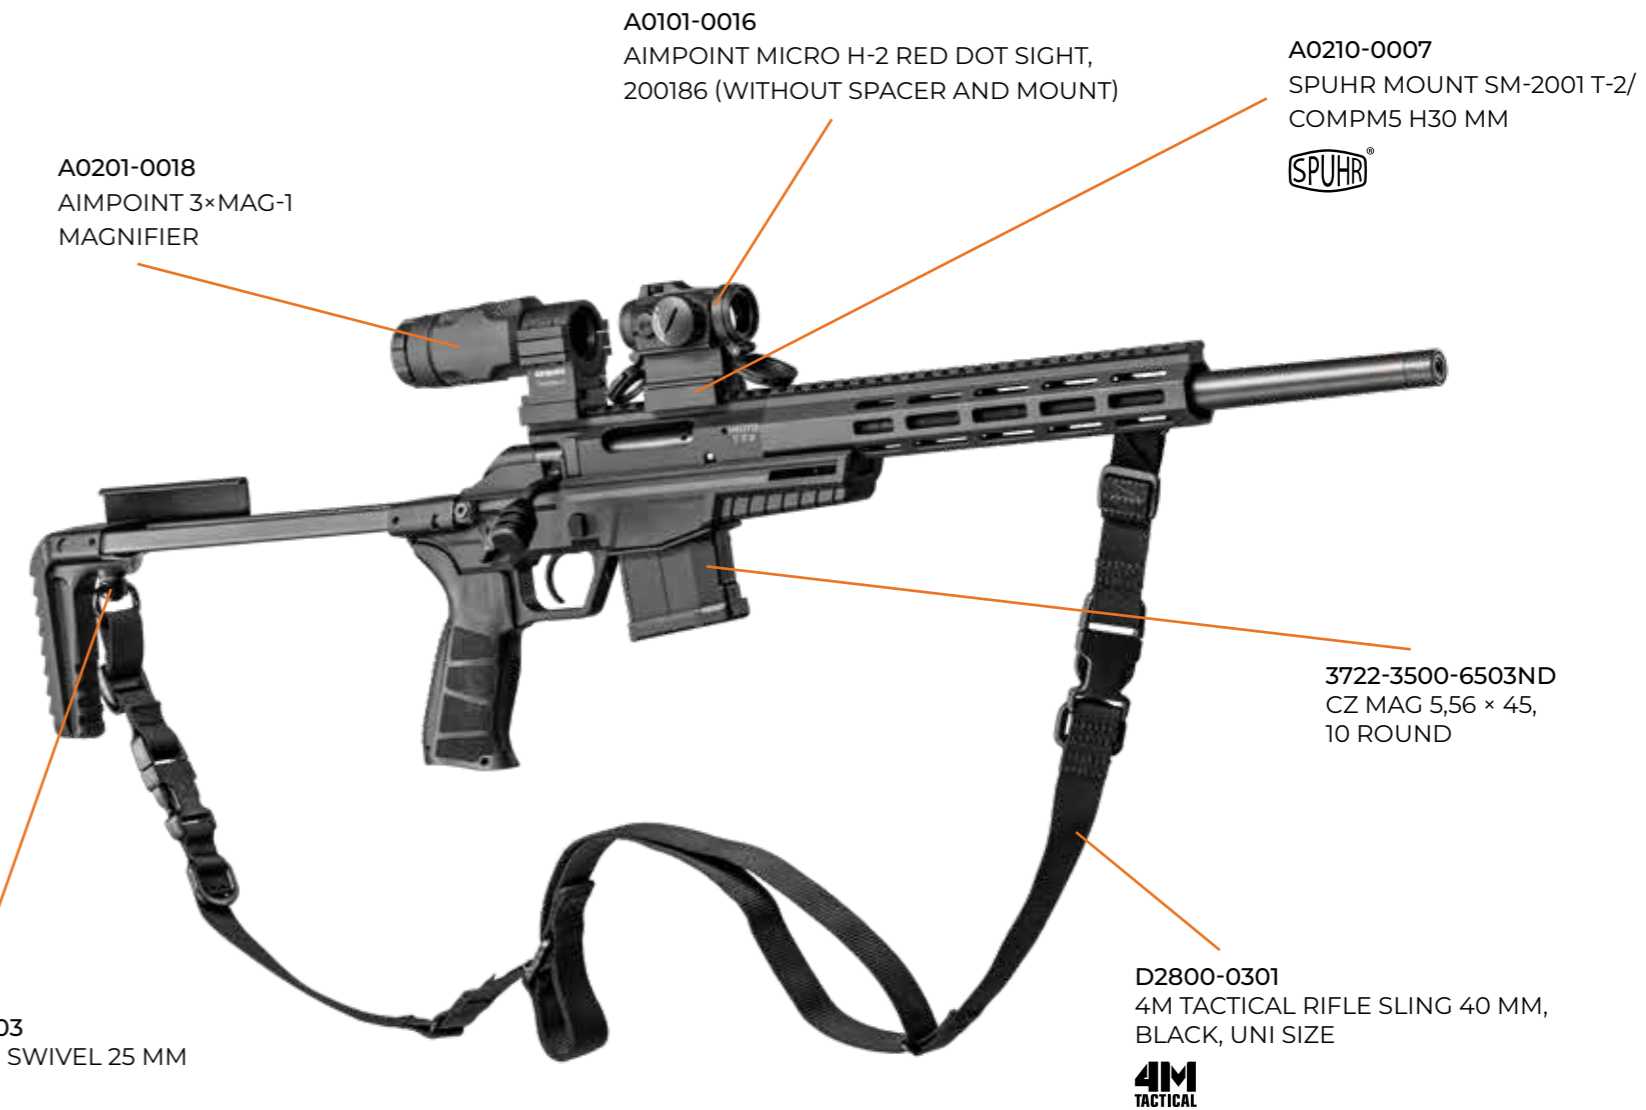 A0101-0016
AIMPOINT MICRO H-2 RED DOT SIGHT,
200186 (WITHOUT SPACER AND MOUNT)
A0210-0007
SPUHR MOUNT SM-2001 T-2/
COMPM5 H30 MM
SPUHR®
A0201-0018
AIMPOINT 3×MAG-1
MAGNIFIER
3722-3500-6503ND
CZ MAG 5,56 × 45,
10 ROUND
D2800-0301
4M TACTICAL RIFLE SLING 40 MM,
BLACK, UNI SIZE
4M
TACTICAL
03
SWIVEL 25 MM